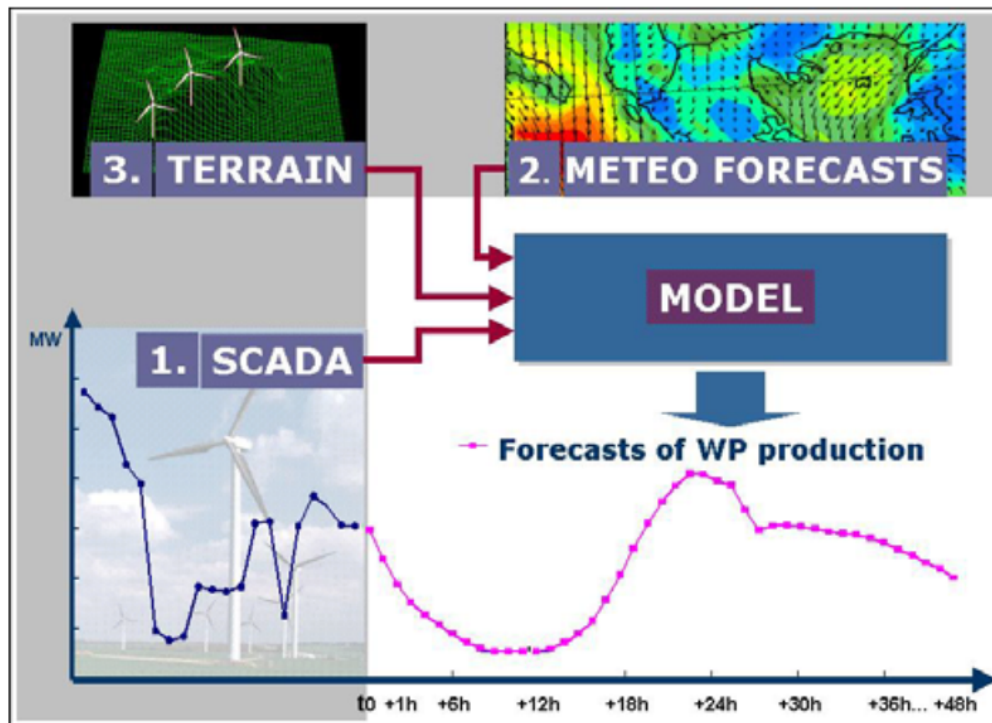 3. TERRAIN
2. METEO FORECASTS
MODEL
MW
1. SCADA
Forecasts of WP production
t0 +1h +6h +12h +18h +24h +30h +36h... +48h